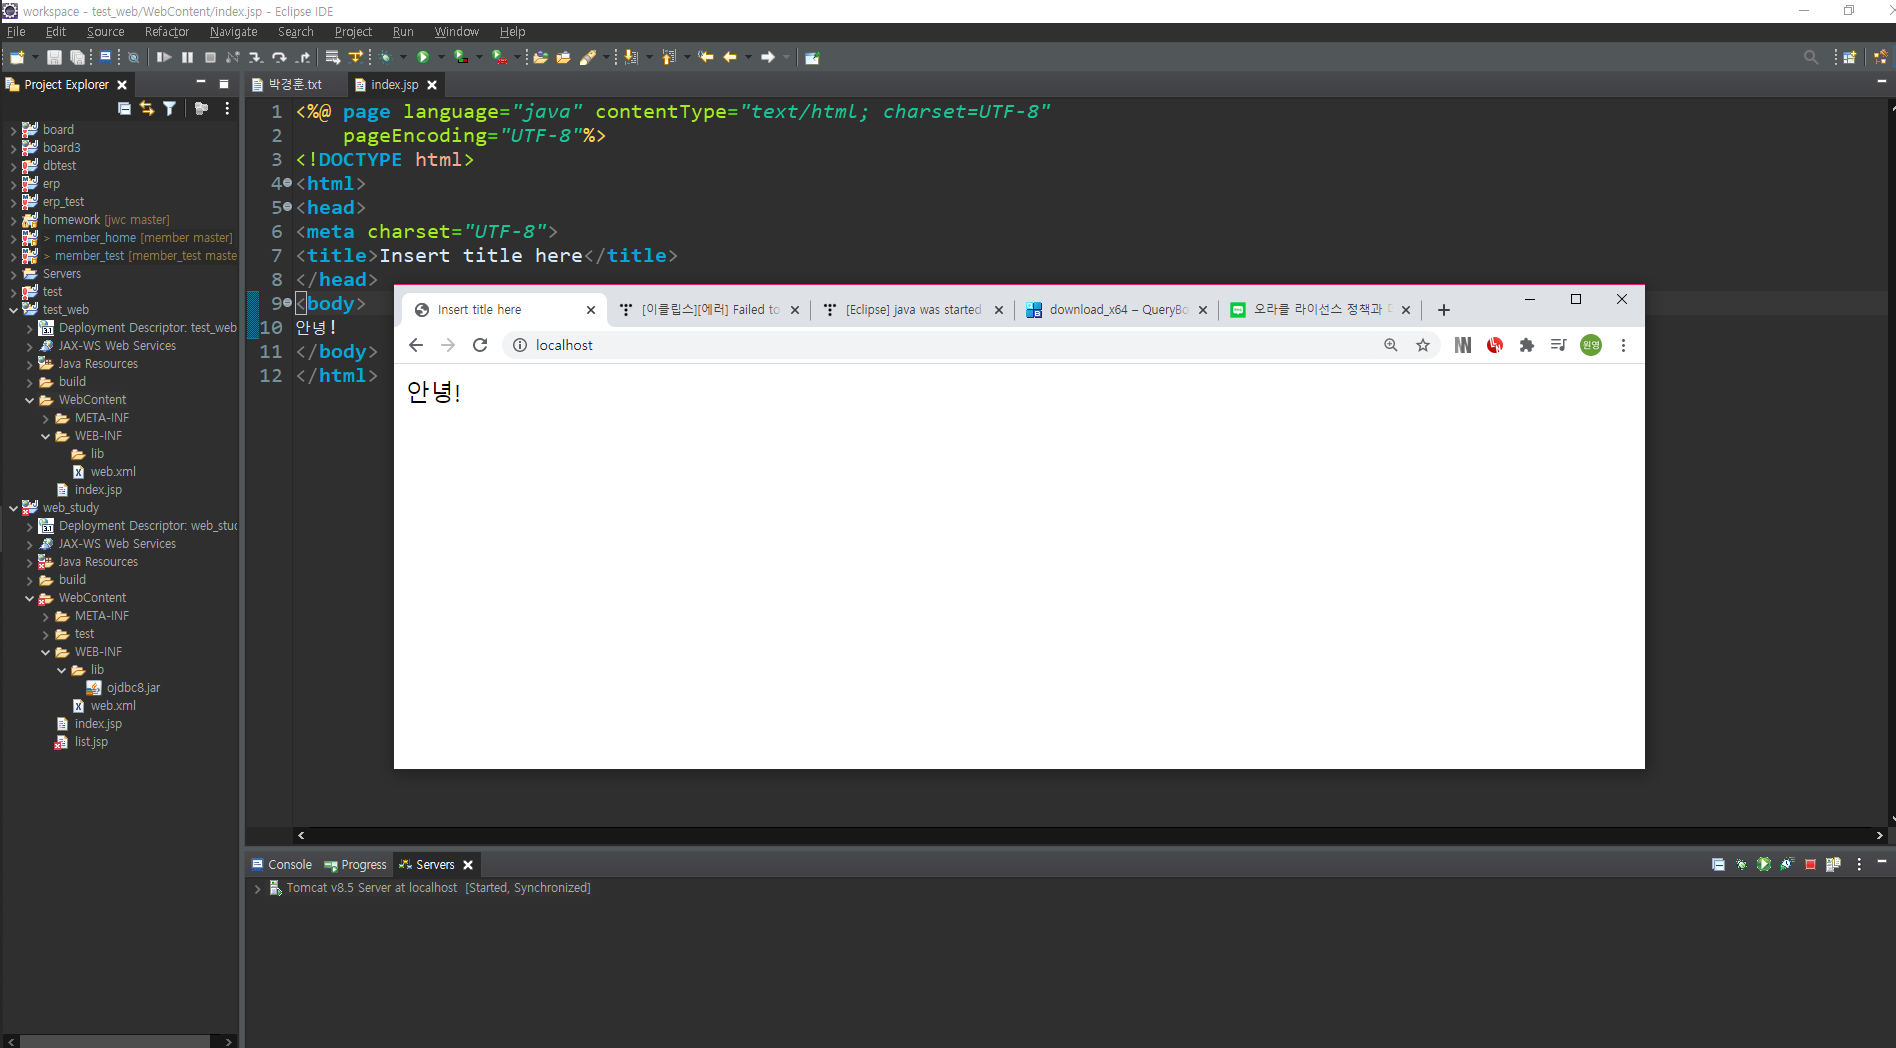 workspace - test_web/WebContent/index.jsp - Eclipse IDE
File Edit Source Refactor Navigate Search Project Run Window Help
Project Explorer
박경훈.txt index.jsp
board
board3
dbtest
erp
erp_test
homework [jwc master]
> member_home [member master]
> member_test [member_test maste
Servers
test
test_web
Deployment Descriptor: test_web
JAX-WS Web Services
Java Resources
build
WebContent
META-INF
WEB-INF
lib
web.xml
index.jsp
web_study
Deployment Descriptor: web_stuc
JAX-WS Web Services
Java Resources
build
WebContent
META-INF
test
WEB-INF
lib
ojdbc8.jar
web.xml
index.jsp
list.jsp
1 <%@ page language="java" contentType="text/html; charset=UTF-8"
2 pageEncoding="UTF-8"%>
3 <!DOCTYPE html>
4 <html>
5 <head>
6 <meta charset="UTF-8">
7 <title>Insert title here</title>
8 </head>
9 <body>
10 안녕!
11 </body>
12 </html>
Insert title here [이클립스][에러] Failed to [Eclipse] java was started download_x64 – QueryBo 오라클 라이선스 정책과
localhost
원영
안녕!
Console Progress Servers
Tomcat v8.5 Server at localhost [Started, Synchronized]